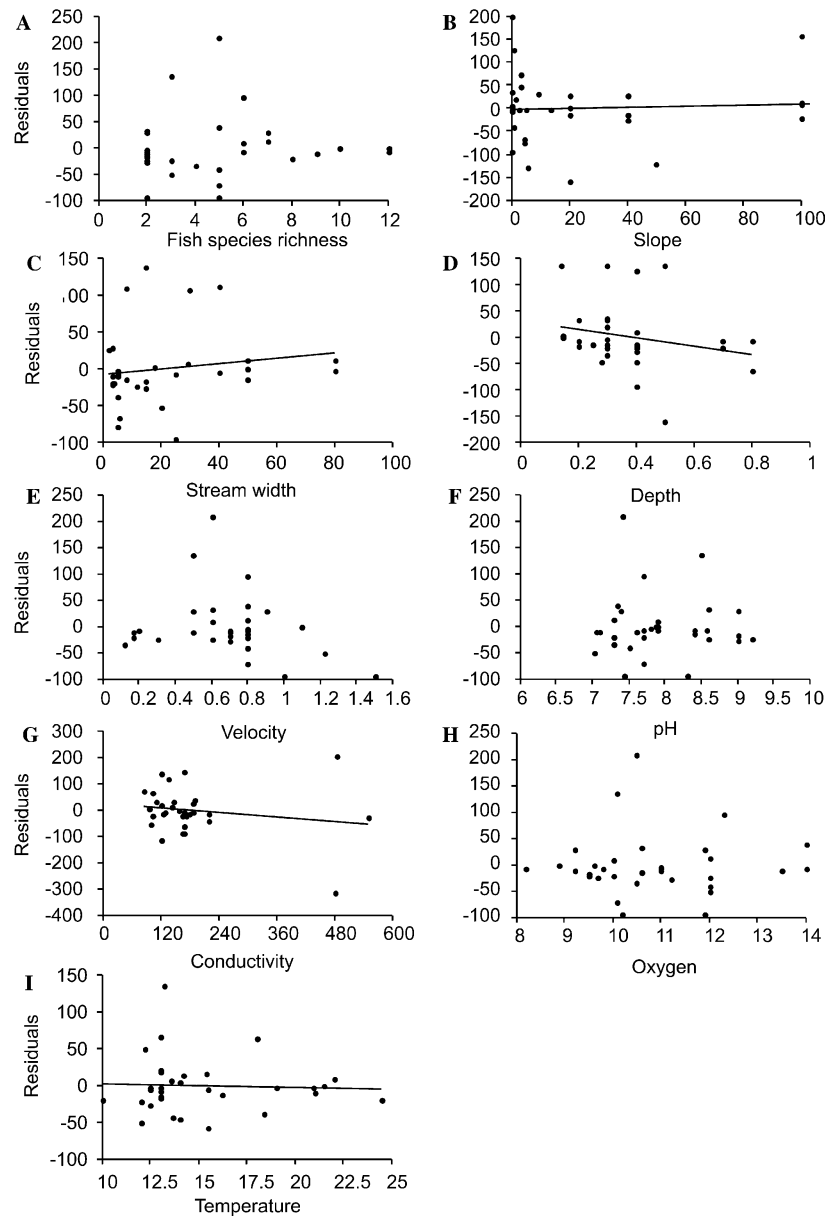 A
B
250
200
150
100
50
0
-50
-100
Residuals
0 2 4 6 8 10 12
Fish species richness
200
150
100
50
0
-50
-100
-150
-200
0 20 40 60 80 100
Slope
C
D
150
100
50
0
-50
-100
Residuals
0 20 40 60 80 100
Stream width
150
100
50
0
-50
-100
-150
-200
0 0.2 0.4 0.6 0.8 1
Depth
E
F
250
200
150
100
50
0
-50
-100
Residuals
0 0.2 0.4 0.6 0.8 1 1.2 1.4 1.6
Velocity
250
200
150
100
50
0
-50
-100
6 6.5 7 7.5 8 8.5 9 9.5 10
pH
G
H
300
200
100
0
-100
-200
-300
-400
Residuals
0 120 240 360 480 600
Conductivity
250
200
150
100
50
0
-50
-100
8 9 10 11 12 13 14
Oxygen
I
150
100
50
0
-50
-100
Residuals
10 12.5 15 17.5 20 22.5 25
Temperature